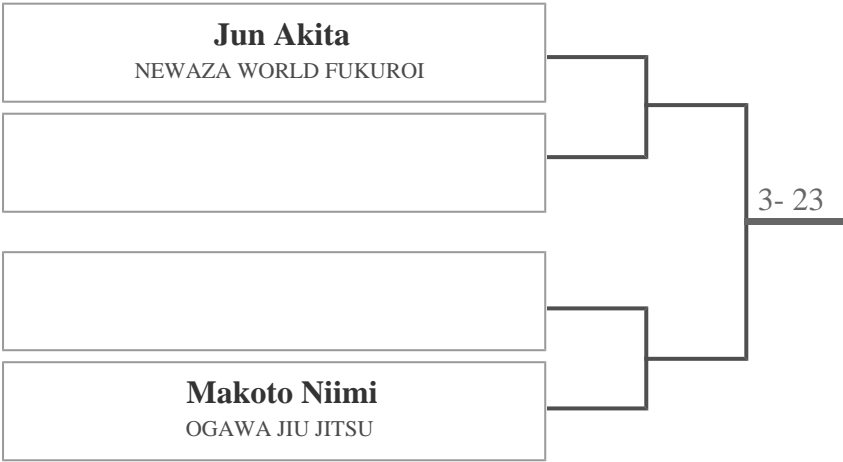 Jun Akita
NEWAZA WORLD FUKUROI
3- 23
Makoto Niimi
OGAWA JIU JITSU